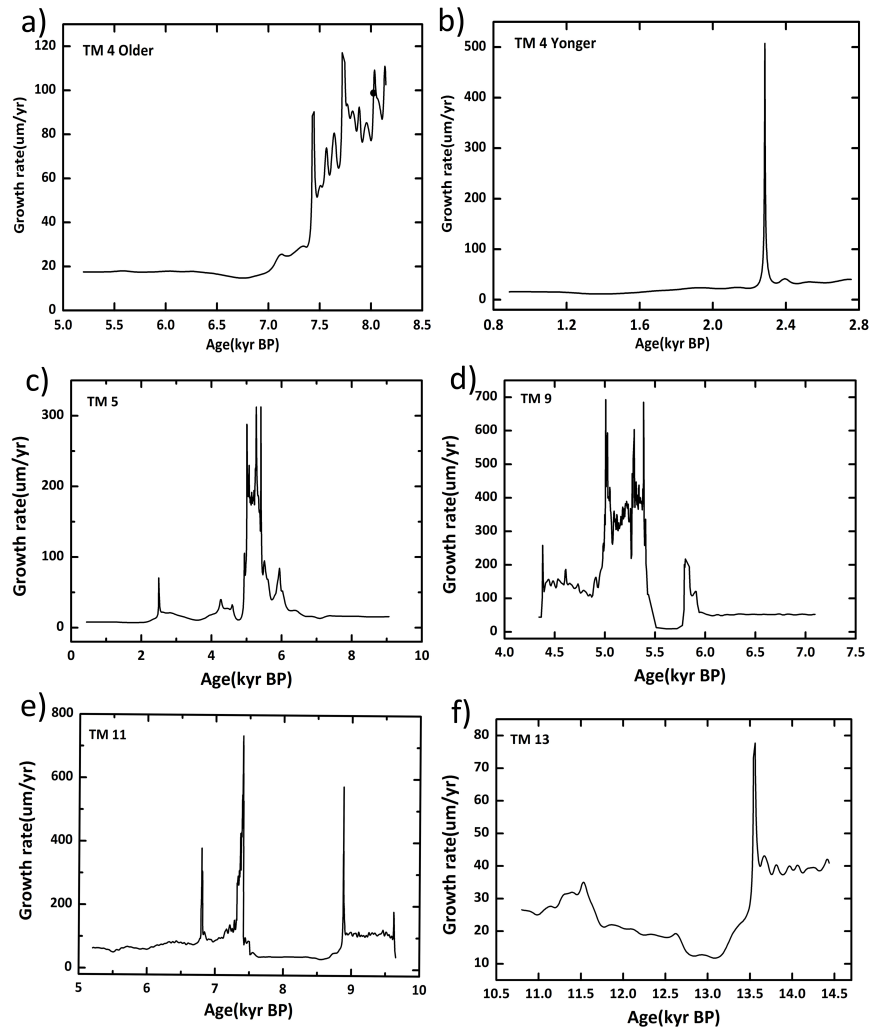 a)
TM 4 Older
Growth rate(um/yr)
120
100
80
60
40
20
0
5.0 5.5 6.0 6.5 7.0 7.5 8.0 8.5
Age(kyr BP)
b)
TM 4 Yonger
Growth rate(um/yr)
500
400
300
200
100
0
0.8 1.2 1.6 2.0 2.4 2.8
Age(kyr BP)
c)
TM 5
Growth rate(um/yr)
300
200
100
0
0 2 4 6 8 10
Age(kyr BP)
d)
TM 9
Growth rate(um/yr)
700
600
500
400
300
200
100
0
4.0 4.5 5.0 5.5 6.0 6.5 7.0 7.5
Age(kyr BP)
e)
TM 11
Growth rate(um/yr)
800
600
400
200
0
5 6 7 8 9 10
Age(kyr BP)
f)
TM 13
Growth rate(um/yr)
80
70
60
50
40
30
20
10
10.5 11.0 11.5 12.0 12.5 13.0 13.5 14.0 14.5
Age(kyr BP)